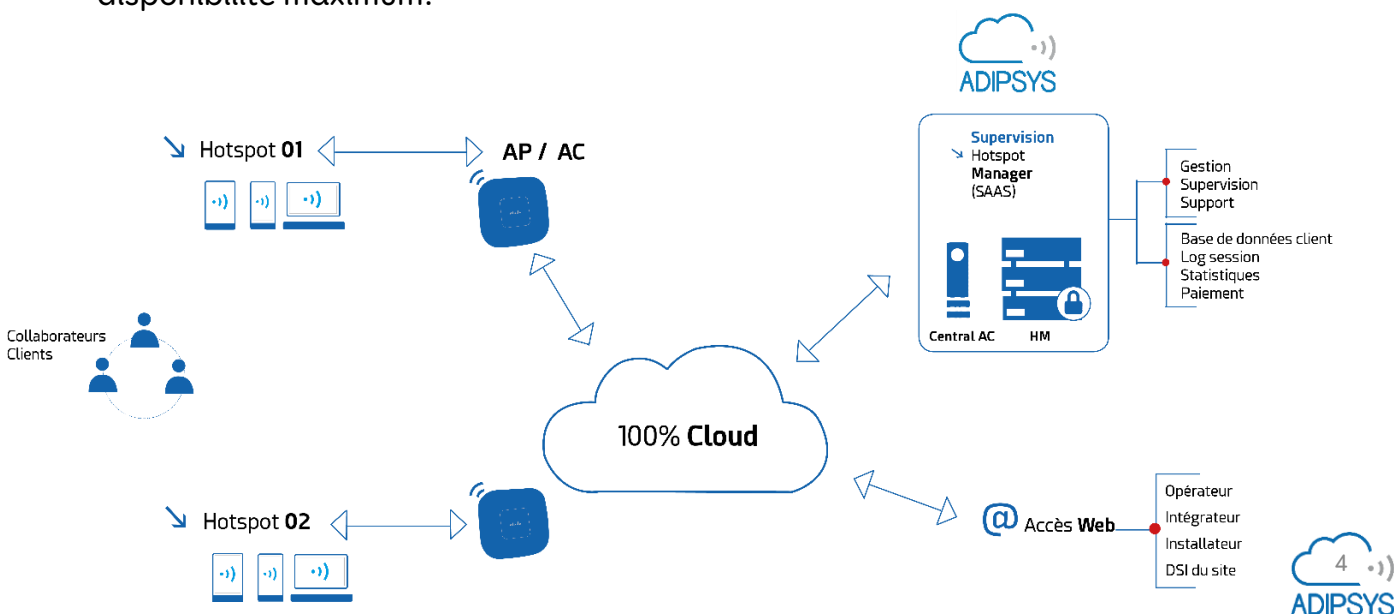 disponibilité maximum.
ADIPSYS
Hotspot 01
AP / AC
Supervision
Hotspot
Manager
(SAAS)
Gestion
Supervision
Support
Base de données client
Log session
Statistiques
Paiement
Central AC
HM
Collaborateurs
Clients
100% Cloud
Hotspot 02
@ Accès Web
Opérateur
Intégrateur
Installateur
DSI du site
4
ADIPSYS